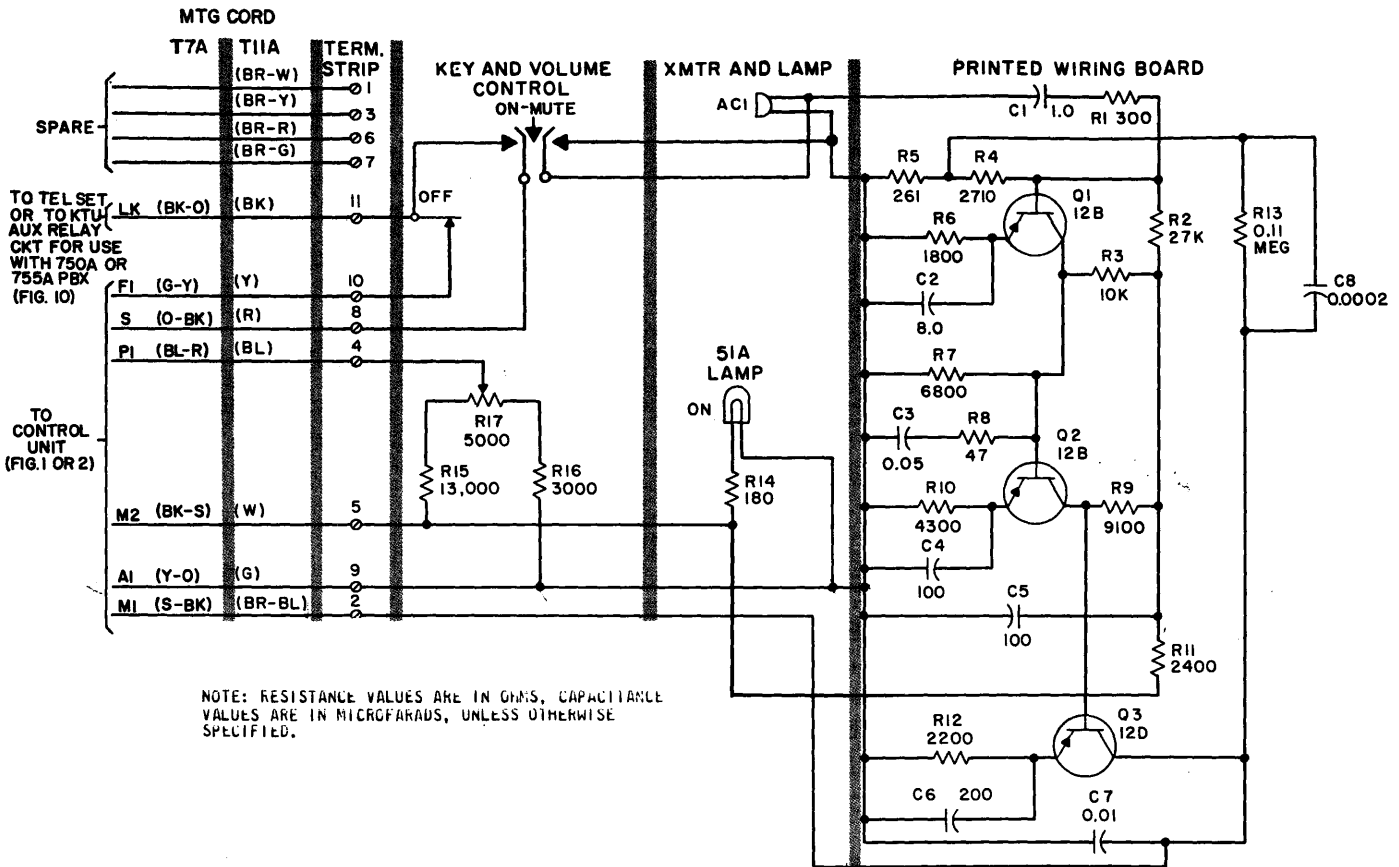 MTG CORD
T7A T11A TERM. STRIP
KEY AND VOLUME CONTROL
ON-MUTE
XMTR AND LAMP
PRINTED WIRING BOARD
SPARE
(BR-W) 1
(BR-Y) 3
(BR-R) 6
(BR-G) 7
TO TEL SET
OR TO KTU
AUX RELAY
CKT FOR USE
WITH 750A OR
755A PBX
(FIG. 10)
LK (BK-O) (BK) 11
OFF
F1 (G-Y) (Y) 10
S (O-BK) (R) 8
P1 (BL-R) (BL) 4
TO
CONTROL
UNIT
(FIG.1 OR 2)
M2 (BK-S) (W) 5
A1 (Y-O) (G) 9
M1 (S-BK) (BR-BL) 2
R17
5000
R15
13,000
R16
3000
AC1
51A
LAMP
ON
R14
180
C1 1.0
R1 300
R5
261
R4
2710
Q1
12B
R6
1800
C2
8.0
R2
27K
R3
10K
R13
0.11
MEG
C8
0.0002
R7
6800
C3
0.05
R8
47
Q2
12B
R10
4300
R9
9100
C4
100
C5
100
R11
2400
R12
2200
Q3
12D
C6 200
C7
0.01
NOTE: RESISTANCE VALUES ARE IN OHMS, CAPACITANCE
VALUES ARE IN MICROFARADS, UNLESS OTHERWISE
SPECIFIED.